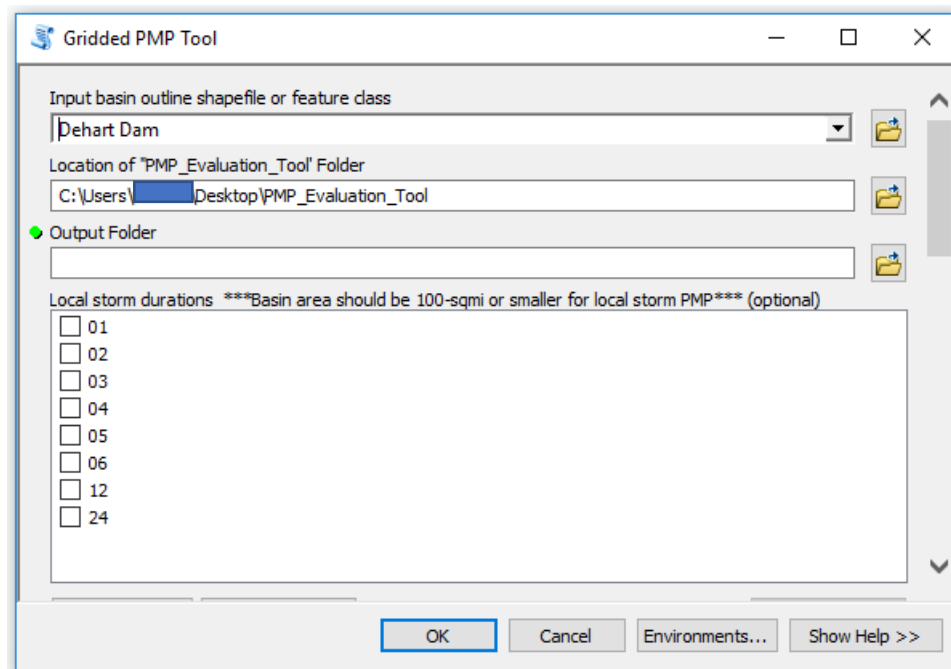 Gridded PMP Tool
Input basin outline shapefile or feature class
Dehart Dam
Location of "PMP_Evaluation_Tool' Folder
C:\Users\ \Desktop\PMP_Evaluation_Tool
Output Folder
Local storm durations ***Basin area should be 100-sqmi or smaller for local storm PMP*** (optional)
01
02
03
04
05
06
12
24
OK Cancel Environments... Show Help >>